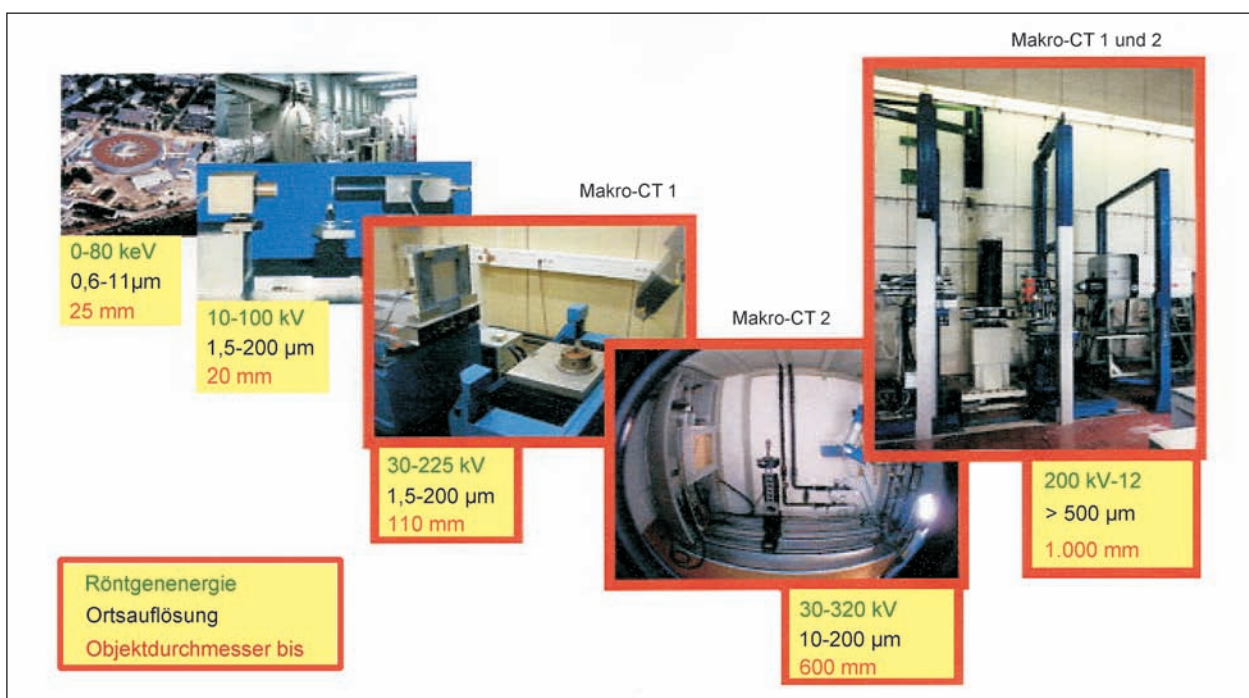 Makro-CT 1 und 2
Makro-CT 1
0-80 keV
0,6-11µm
25 mm
10-100 kV
1,5-200 µm
20 mm
Makro-CT 2
30-225 kV
1,5-200 µm
110 mm
200 kV-12
> 500 µm
1.000 mm
30-320 kV
10-200 µm
600 mm
Röntgenenergie
Ortsauflösung
Objektdurchmesser bis